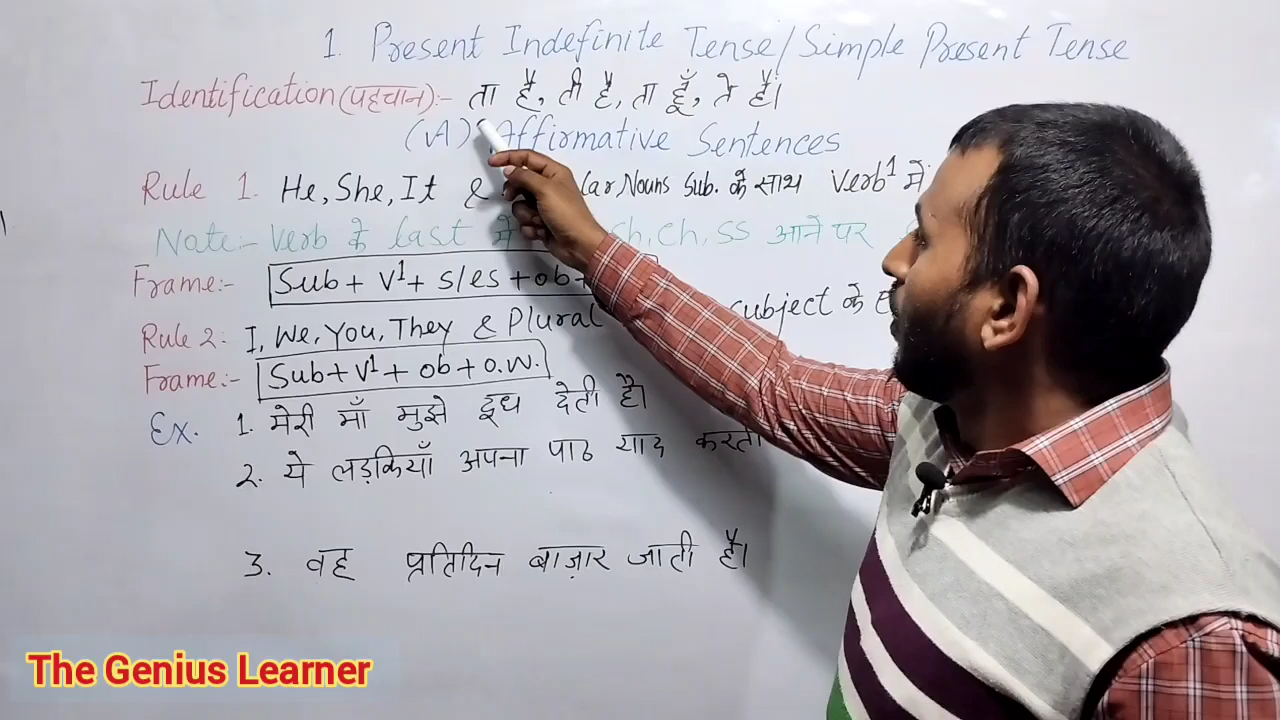 1. Present Indefinite Tense/Simple Present Tense
Identification (पहचान):- ता है, ती है, ता हूँ, ते हैं।
(A) Affirmative Sentences
Rule 1. He, She, It & Nouns Sub. के साथ Verb¹ में
Note:- Verb के last में sh, ch, ss आने पर
Frame:- Sub + V¹ + s/es + ob +
Rule 2: I, We, You, They & Plural Subject के
Frame:- Sub + V¹ + ob + o.w.
Ex. 1. मेरी माँ मुझे दूध देती है।
2. ये लड़कियाँ अपना पाठ याद करती
3. वह प्रतिदिन बाज़ार जाती है।
The Genius Learner